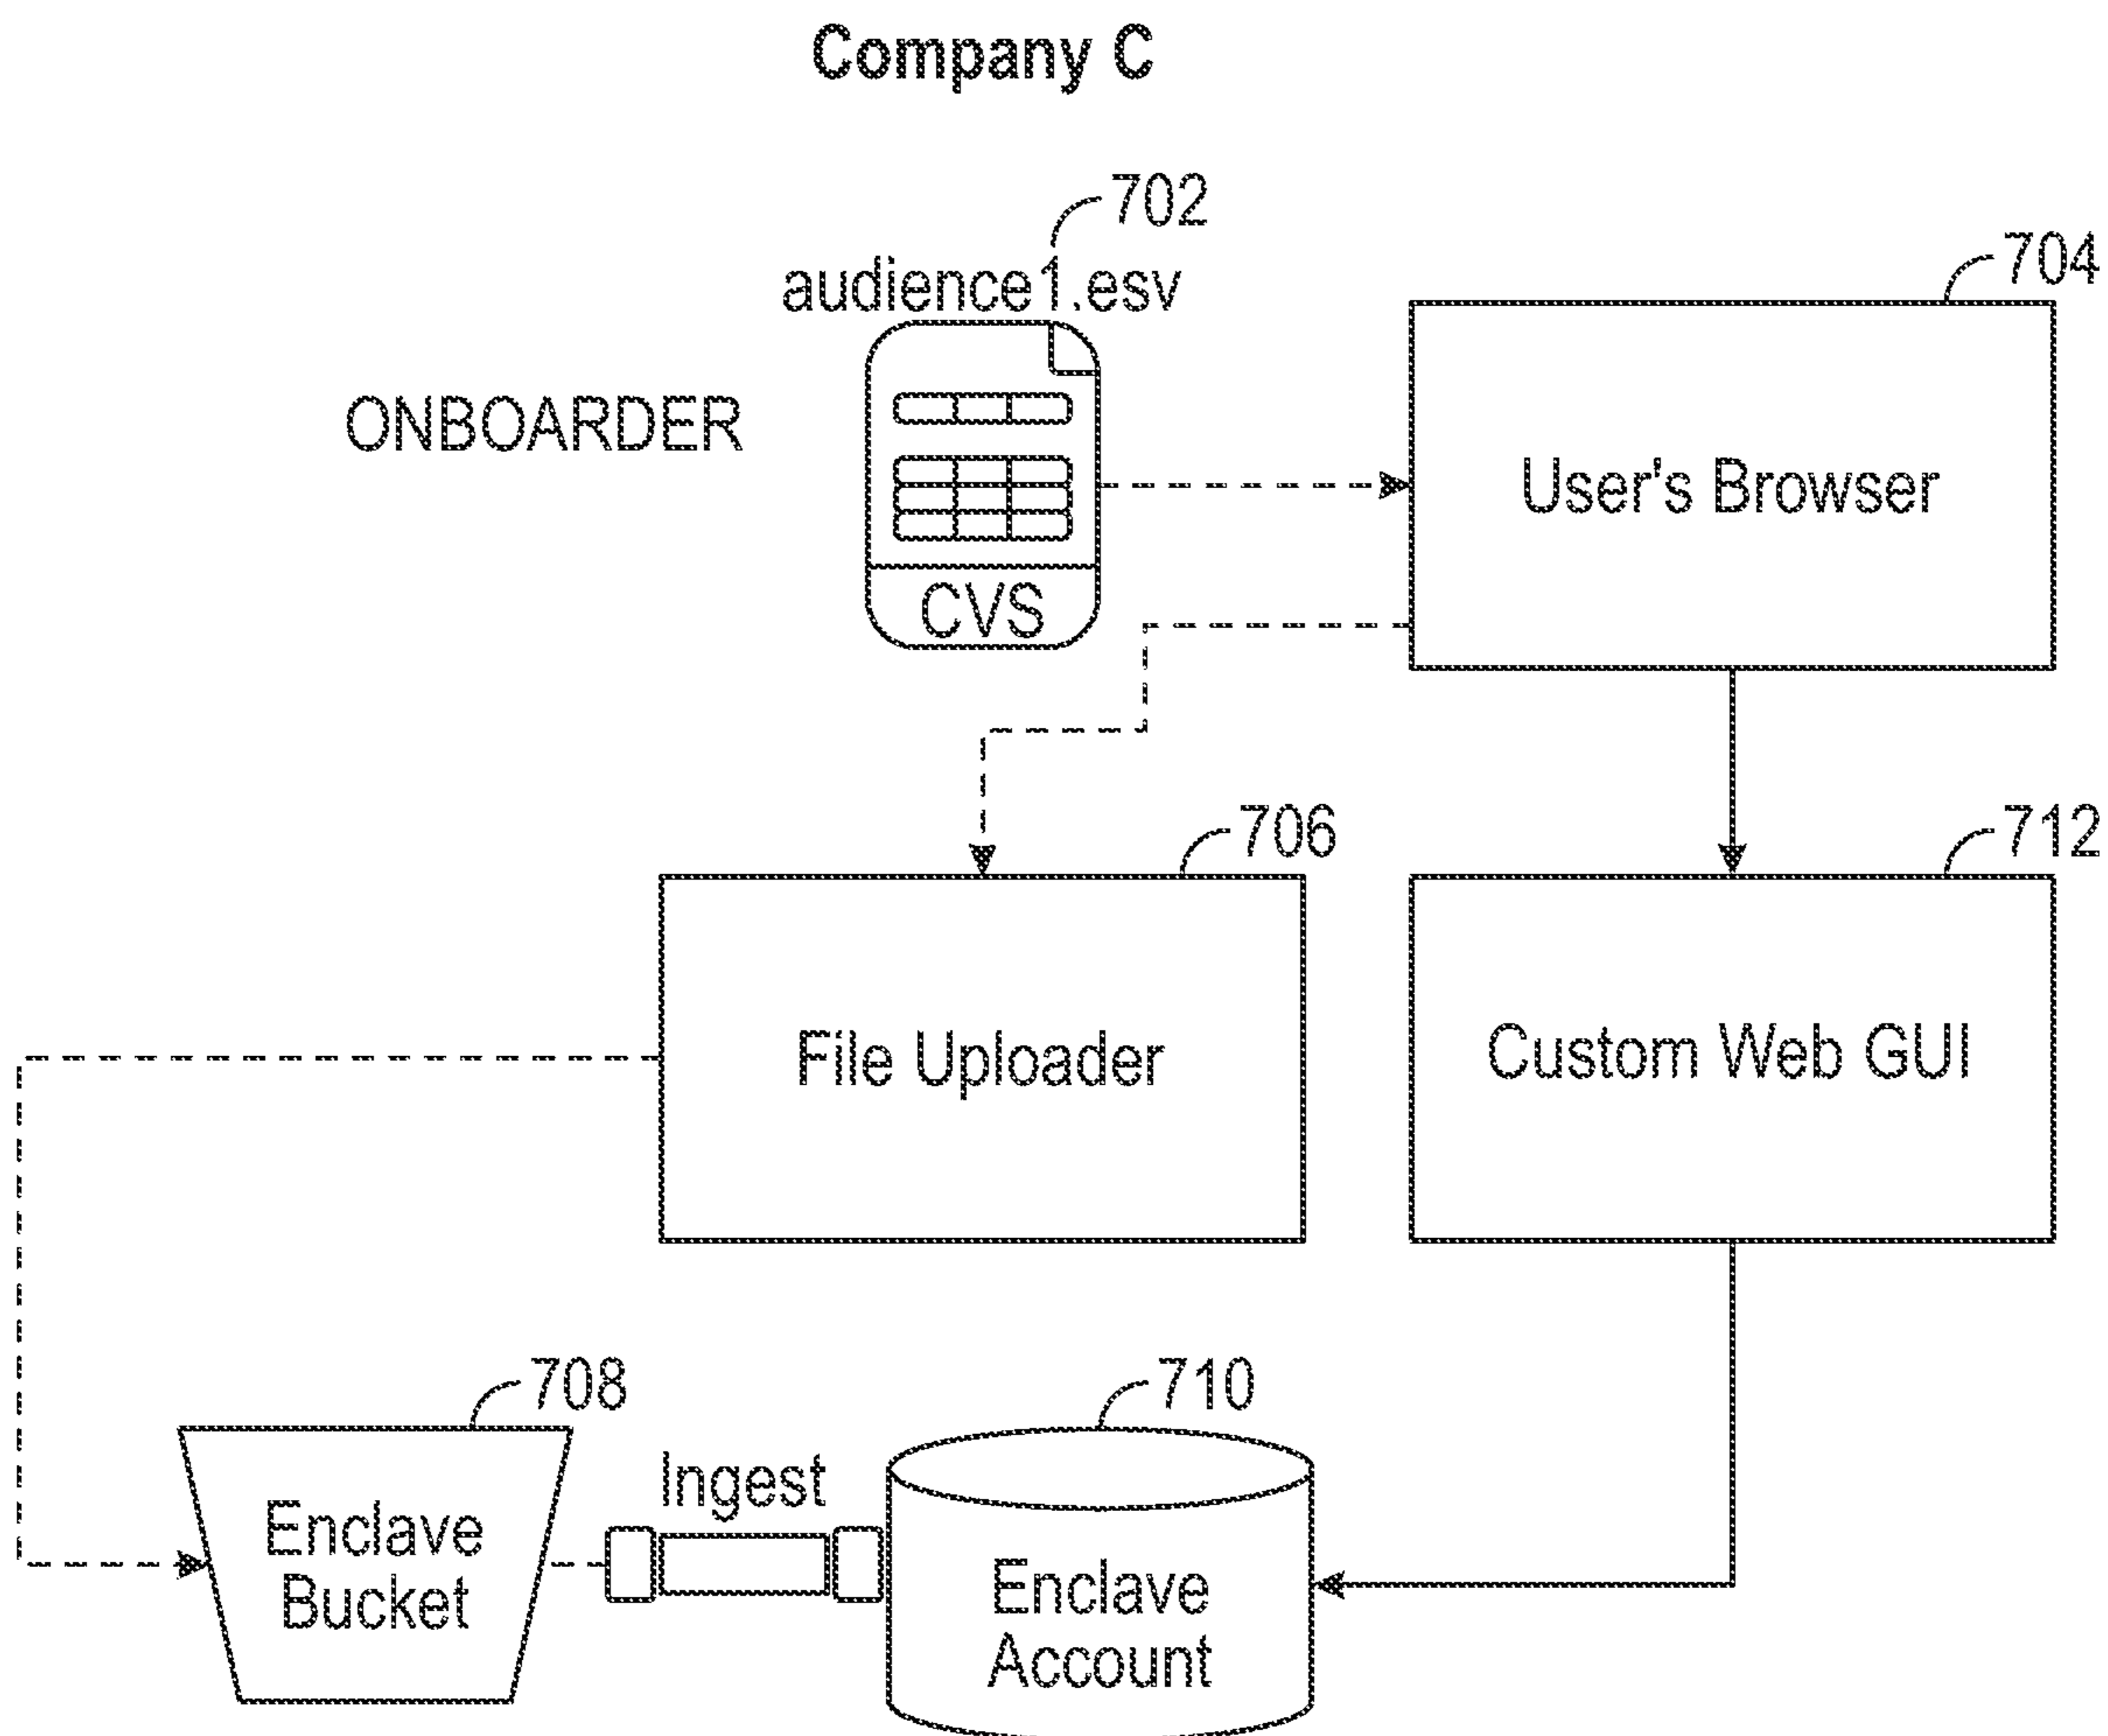 Company C
702
audience1.esv
704
ONBOARDER
User's Browser
CVS
706
712
File Uploader
Custom Web GUI
708
710
Ingest
Enclave
Bucket
Enclave
Account